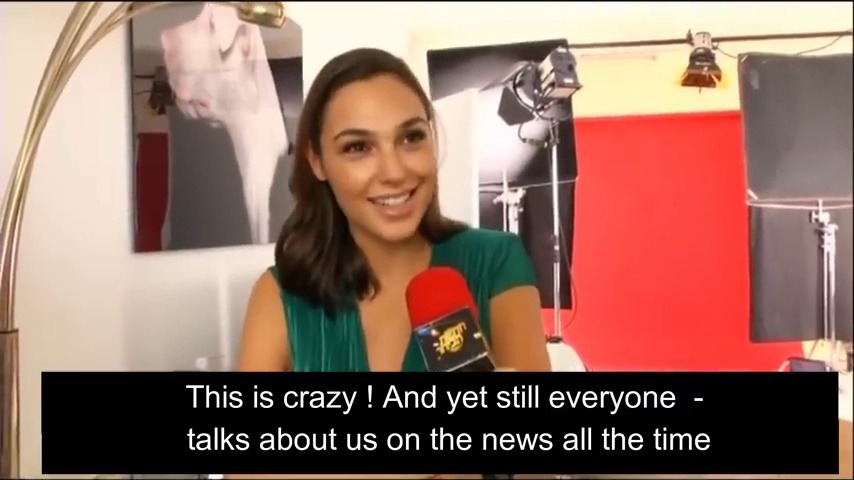 This is crazy ! And yet still everyone -
talks about us on the news all the time